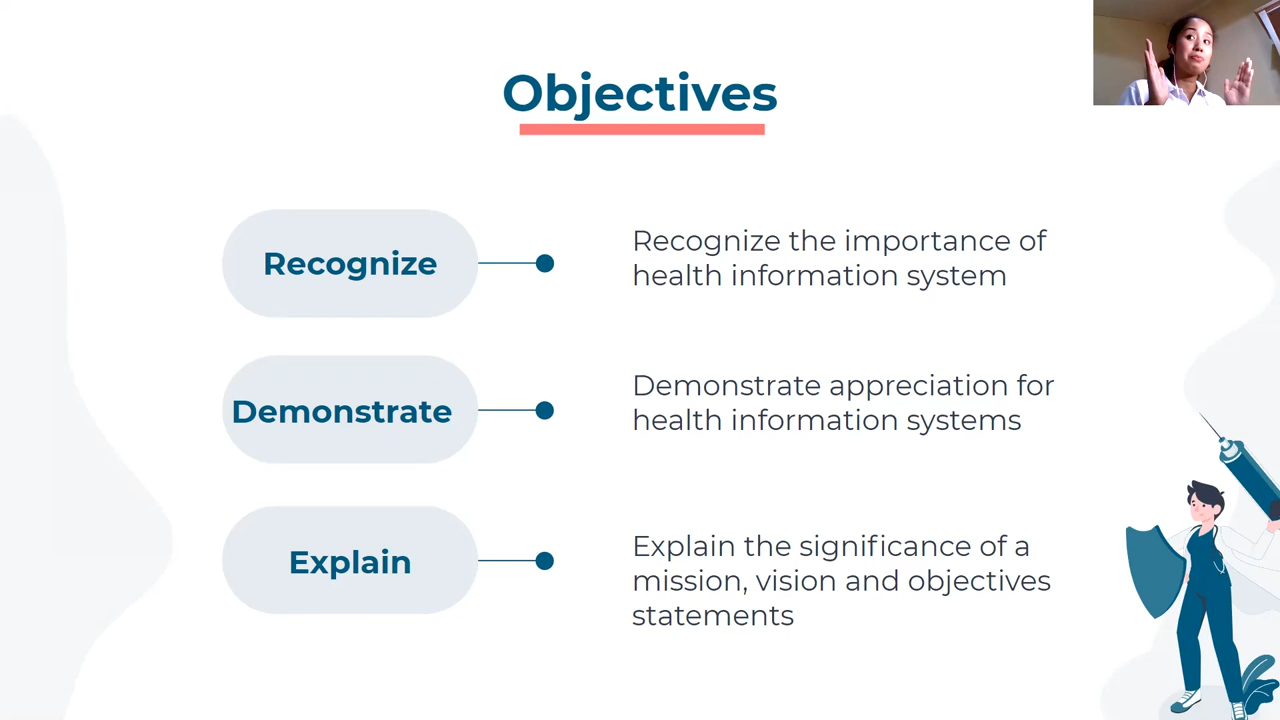 Objectives
Recognize
Recognize the importance of
health information system
Demonstrate
Demonstrate appreciation for
health information systems
Explain
Explain the significance of a
mission, vision and objectives
statements